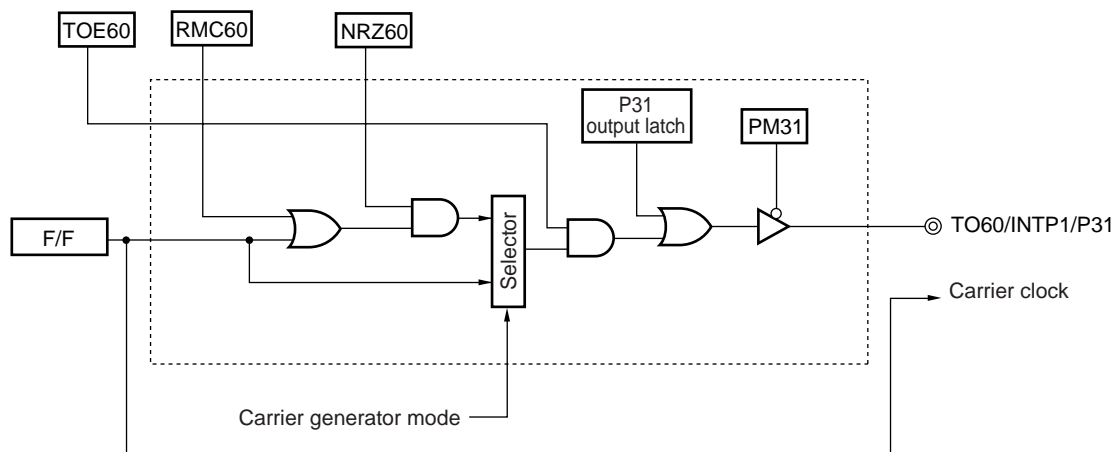 TOE60
RMC60
NRZ60
P31
output latch
PM31
F/F
Selector
TO60/INTP1/P31
Carrier clock
Carrier generator mode